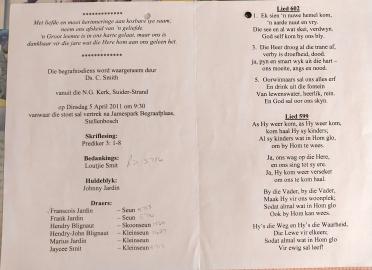 *************
Met liefde en mooi herinneringe aan kosbare tye saam,
neem ons afskeid van 'n geliefde.
'n Groot leemte is in ons harte gelaat, maar ons is
dankbaar vir die jare wat die Here hom aan ons geleen het.
*************
Die begrafnisdiens word waargeneem deur
Ds. C. Smith
vanuit die N.G. Kerk, Suider-Strand
op Dinsdag 5 April 2011 om 9:30
vanwaar die stoet sal vertrek na Jamespark Begraafplaas,
Stellenbosch
Skriflesing:
Prediker 3: 1-8
Bedankings:
Loutjie Smit
Huldeblyk:
Johnny Jardin
Draers:
Franscois Jardin – Seun
Frank Jardin – Seun
Hendry Blignaut – Skoonseun
Hendry-John Blignaut – Kleinseun
Marius Jardin – Kleinseun
Jaycee Smit – Kleinseun
Lied 602
1. Ek sien 'n nuwe hemel kom,
'n aarde nuut en vry.
Die see en al wat skei, verdwyn.
God self kom by ons bly.
3. Die Heer droog al die trane af,
verby is droefheid, dood:
ja, pyn en smart wyk uit die hart –
ons moeite, angs en nood.
5. Oorwinnaars sal ons alles erf
En drink uit die fontein
Van lewenswater, heerlik, rein.
En God sal oor ons skyn.
Lied 599
As Hy weer kom, as Hy weer kom,
kom haal Hy sy kinders;
Al sy kinders wat in Hom glo,
om by Hom te wees.
Ja, ons wag op die Here,
en ons sing tot sy ere.
Ja, Hy kom weer verseker
om ons te kom haal.
By die Vader, by die Vader,
Maak Hy vir ons woonplek;
Sodat almal wat in Hom glo
Ook by Hom kan wees.
Hy's die Weg en Hy's die Waarheid,
Die Lewe vir elkeen;
Sodat almal wat in Hom glo
Vir ewig sal leef!